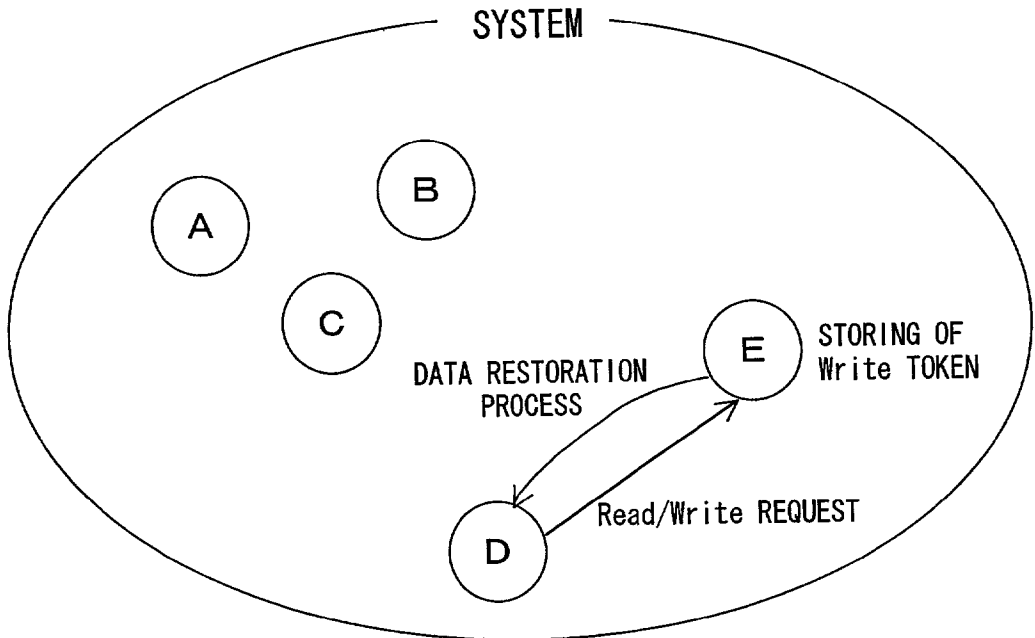 SYSTEM
B
A
C
E
STORING OF
Write TOKEN
DATA RESTORATION
PROCESS
Read/Write REQUEST
D